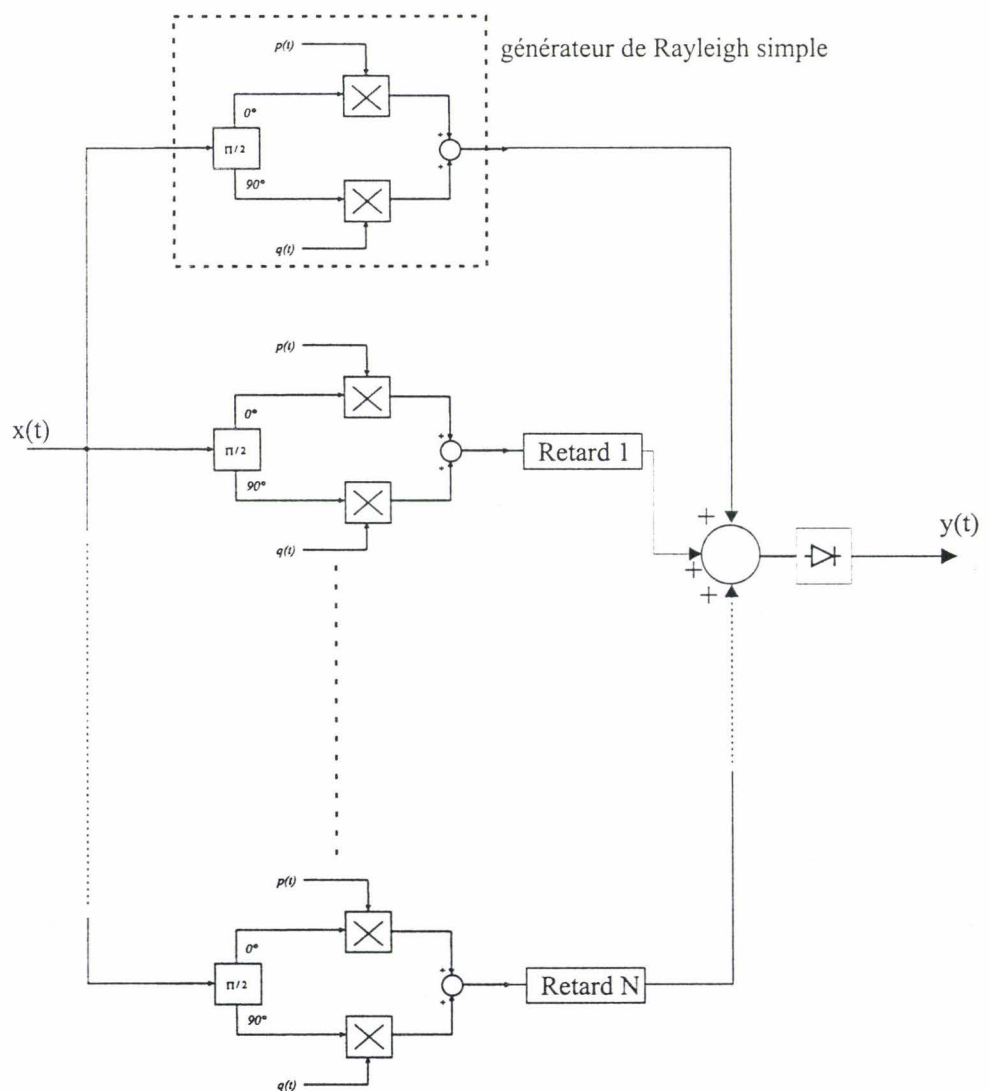 p(t)
générateur de Rayleigh simple
0°
Π/2
+
+
90°
q(t)
p(t)
0°
x(t)
Π/2
+
+
Retard 1
90°
q(t)
+
+
+
y(t)
p(t)
0°
Π/2
+
+
Retard N
90°
q(t)